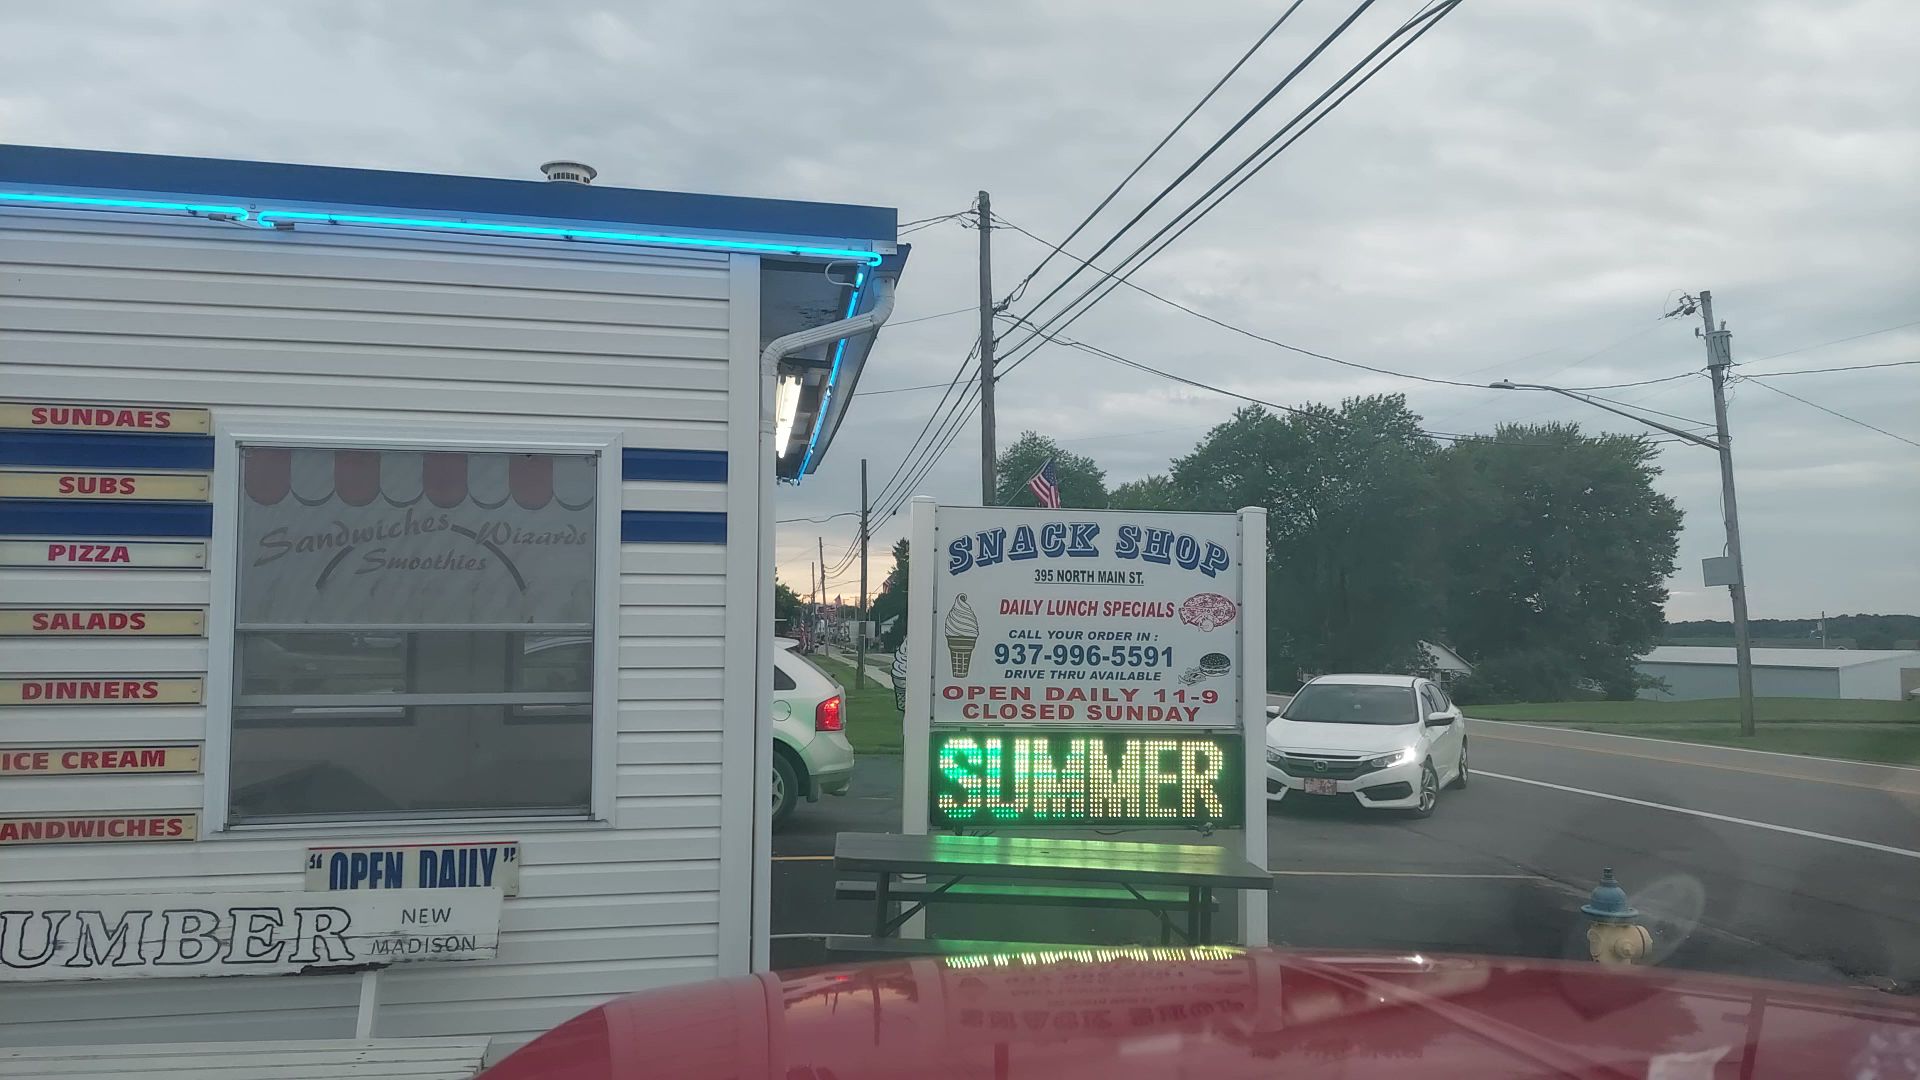 SUNDAES
SUBS
PIZZA
SALADS
DINNERS
ICE CREAM
ANDWICHES
Sandwiches Wizards
Smoothies
"OPEN DAILY"
UMBER NEW
MADISON
SNACK SHOP
395 NORTH MAIN ST.
DAILY LUNCH SPECIALS
CALL YOUR ORDER IN :
937-996-5591
DRIVE THRU AVAILABLE
OPEN DAILY 11-9
CLOSED SUNDAY
SUMMER